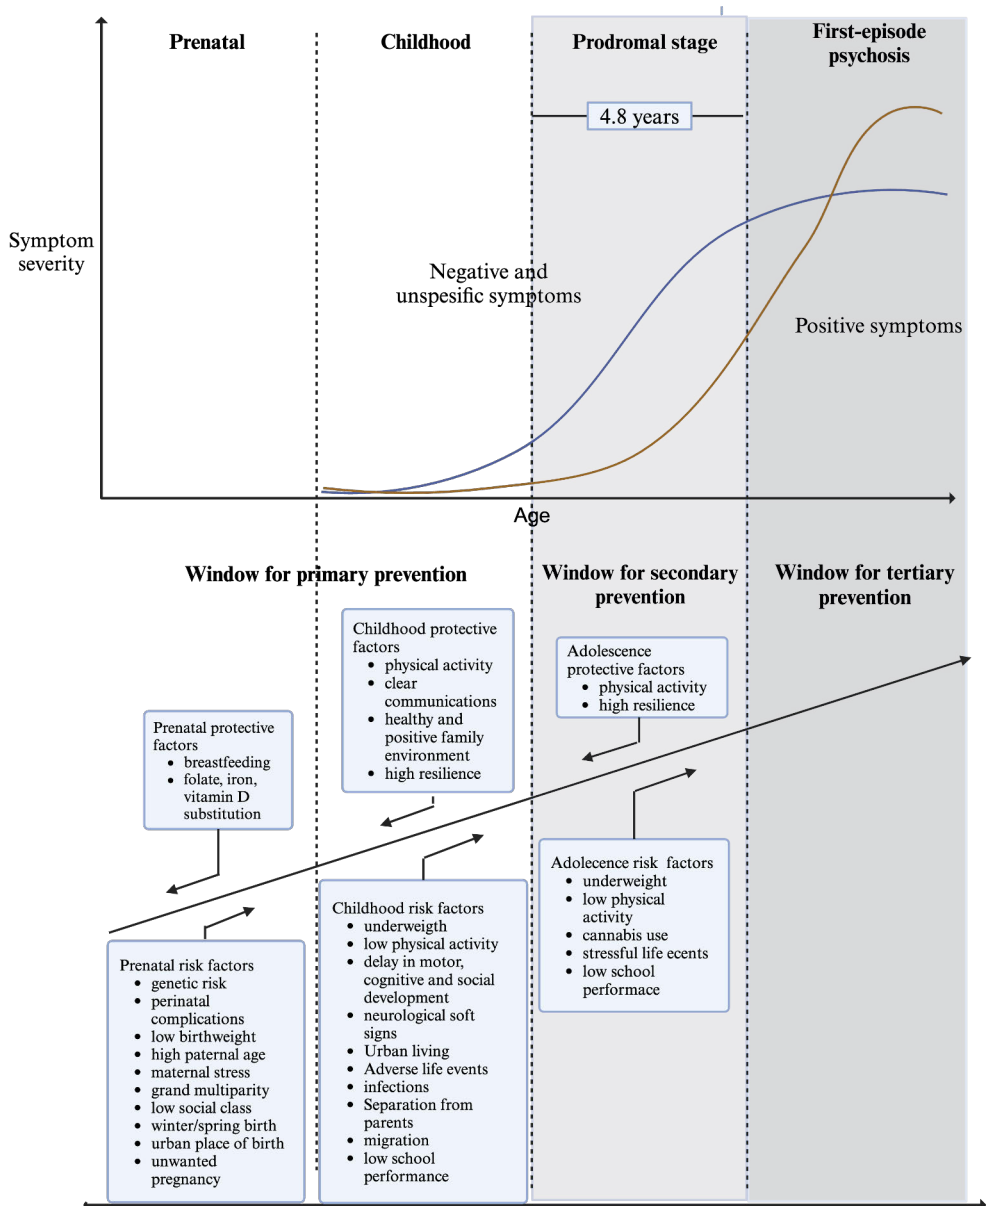 Prenatal
Childhood
Prodromal stage
First-episode
psychosis
4.8 years
Symptom
severity
Negative and
unspesific symptoms
Positive symptoms
Age
Window for primary prevention
Window for secondary
prevention
Window for tertiary
prevention
Childhood protective
factors
• physical activity
• clear
communications
• healthy and
positive family
environment
• high resilience
Adolescence
protective factors
• physical activity
• high resilience
Prenatal protective
factors
• breastfeeding
• folate, iron,
vitamin D
substitution
Adolecence risk factors
• underweight
• low physical
activity
• cannabis use
• stressful life ecents
• low school
performace
Childhood risk factors
• underweigth
• low physical activity
• delay in motor,
cognitive and social
development
• neurological soft
signs
• Urban living
• Adverse life events
• infections
• Separation from
parents
• migration
• low school
performance
Prenatal risk factors
• genetic risk
• perinatal
complications
• low birthweight
• high paternal age
• maternal stress
• grand multiparity
• low social class
• winter/spring birth
• urban place of birth
• unwanted
pregnancy